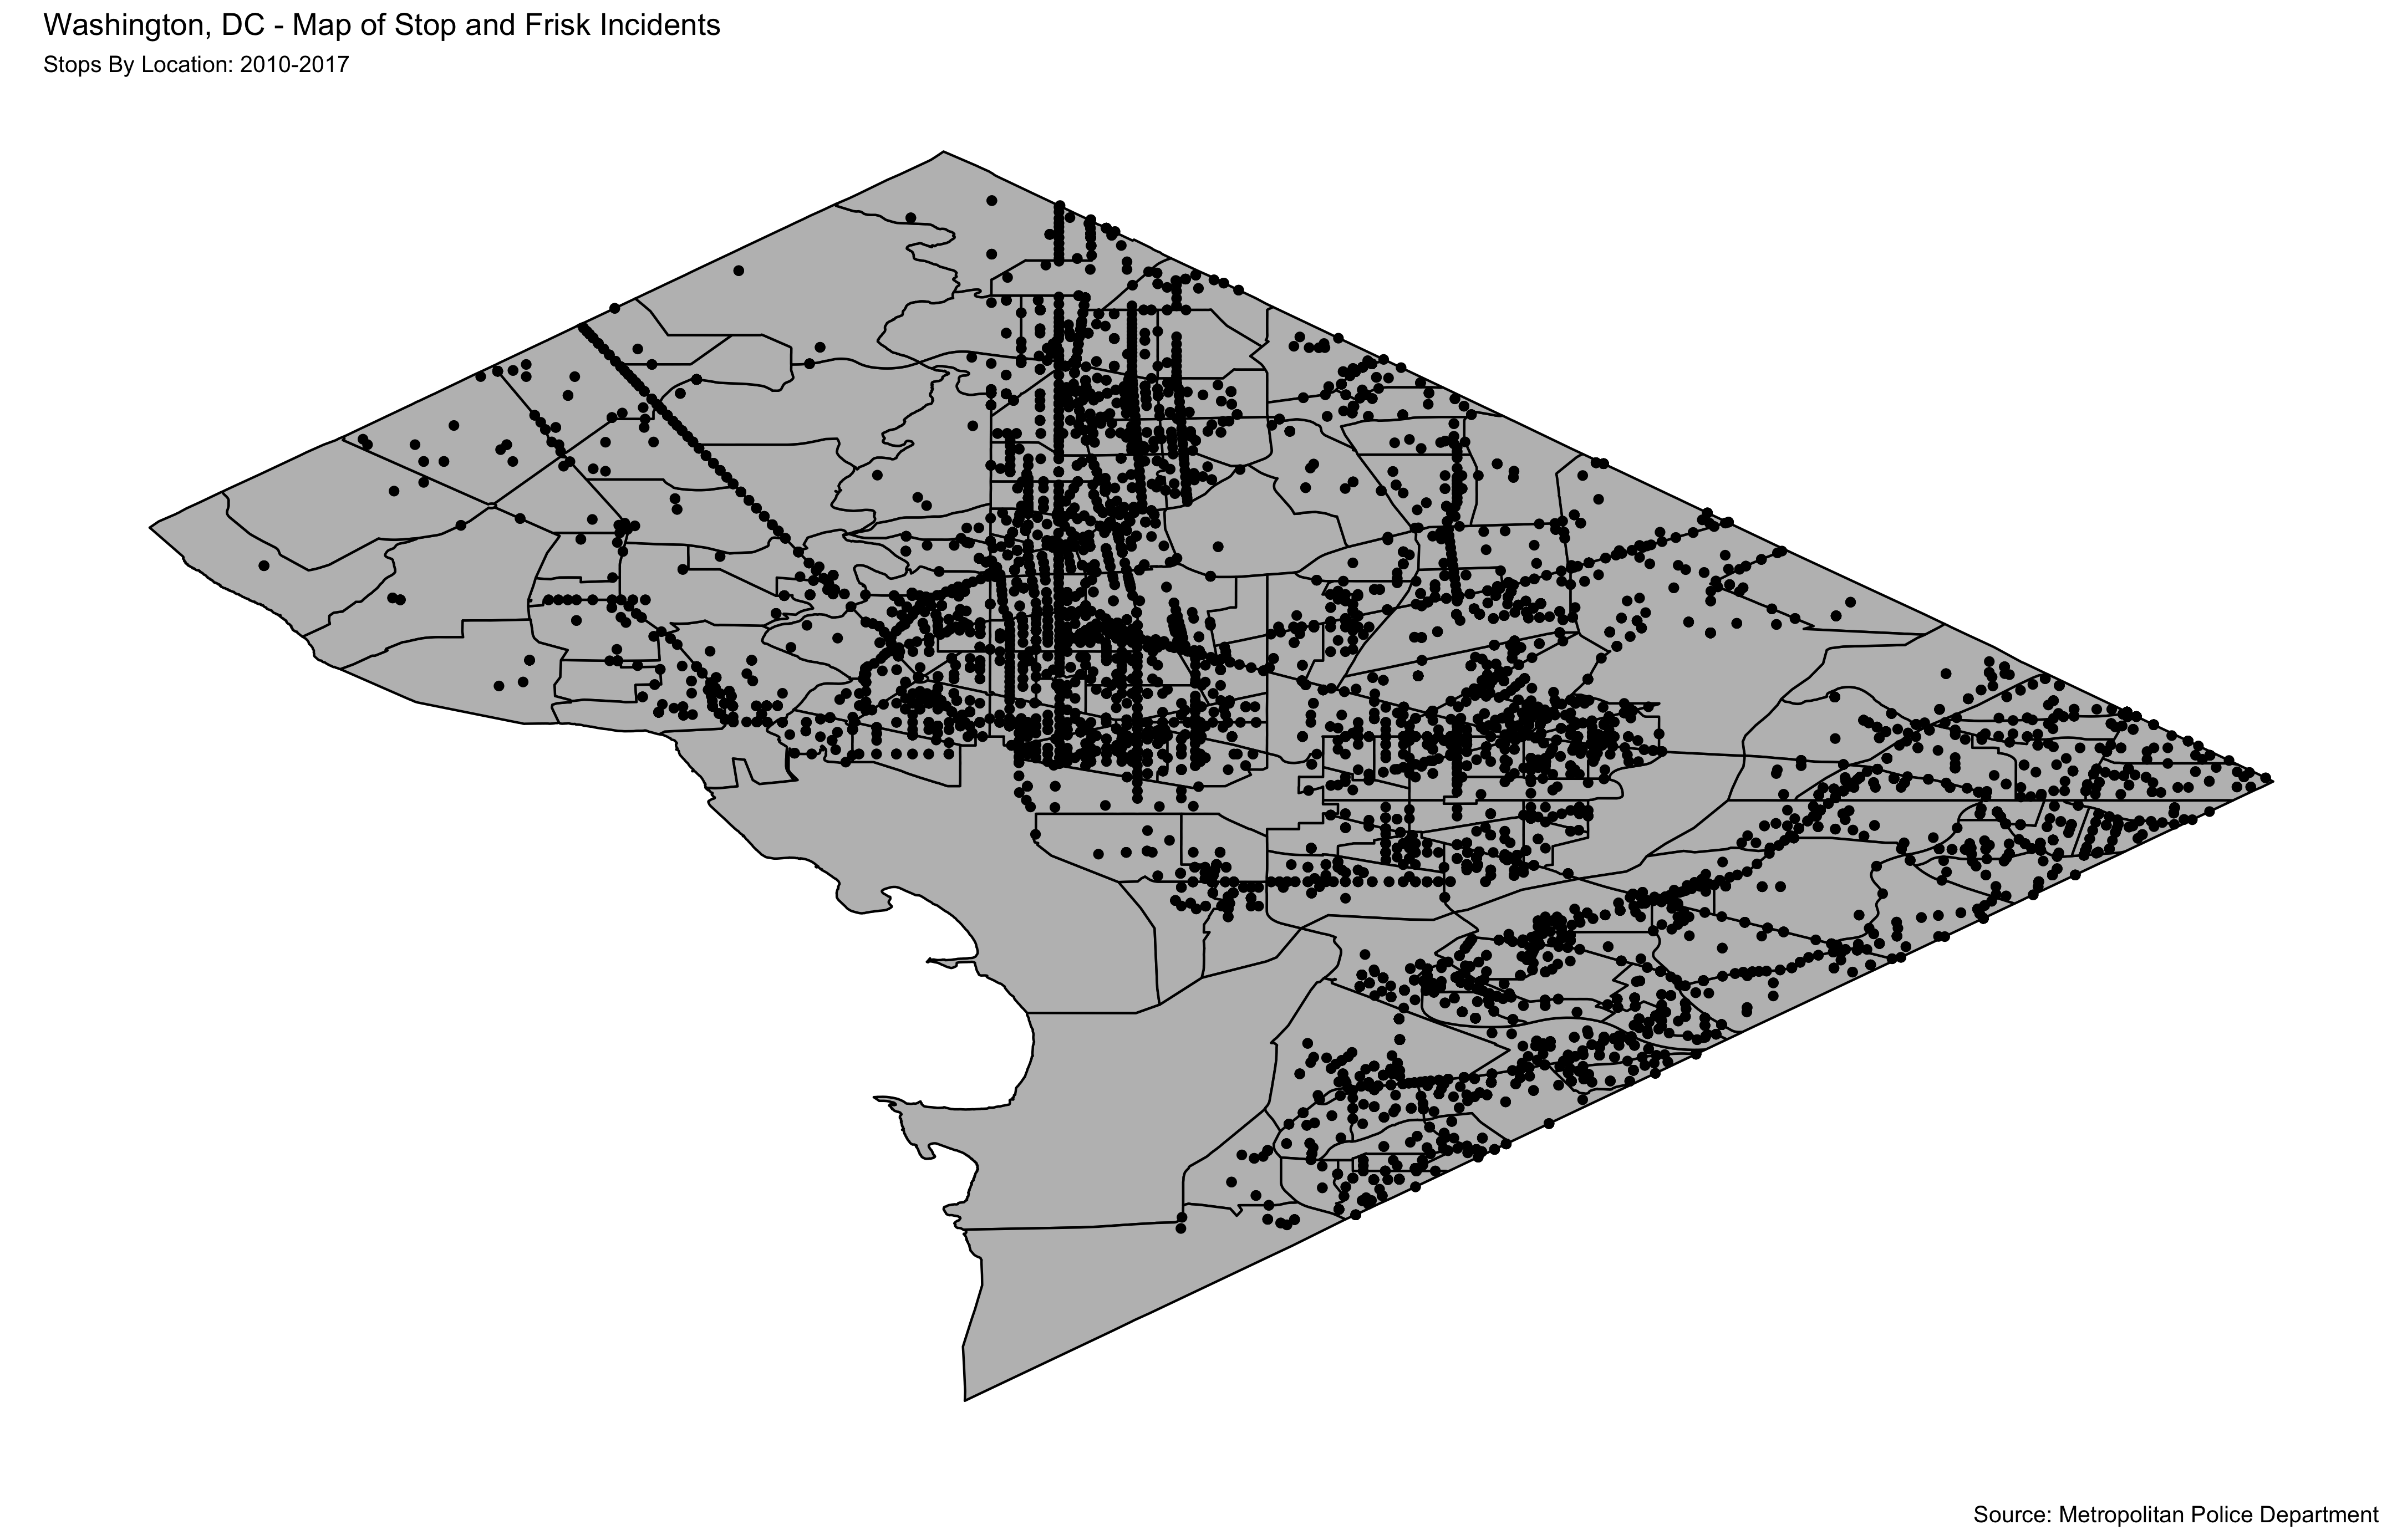 Washington, DC - Map of Stop and Frisk Incidents
Stops By Location: 2010-2017
Source: Metropolitan Police Department